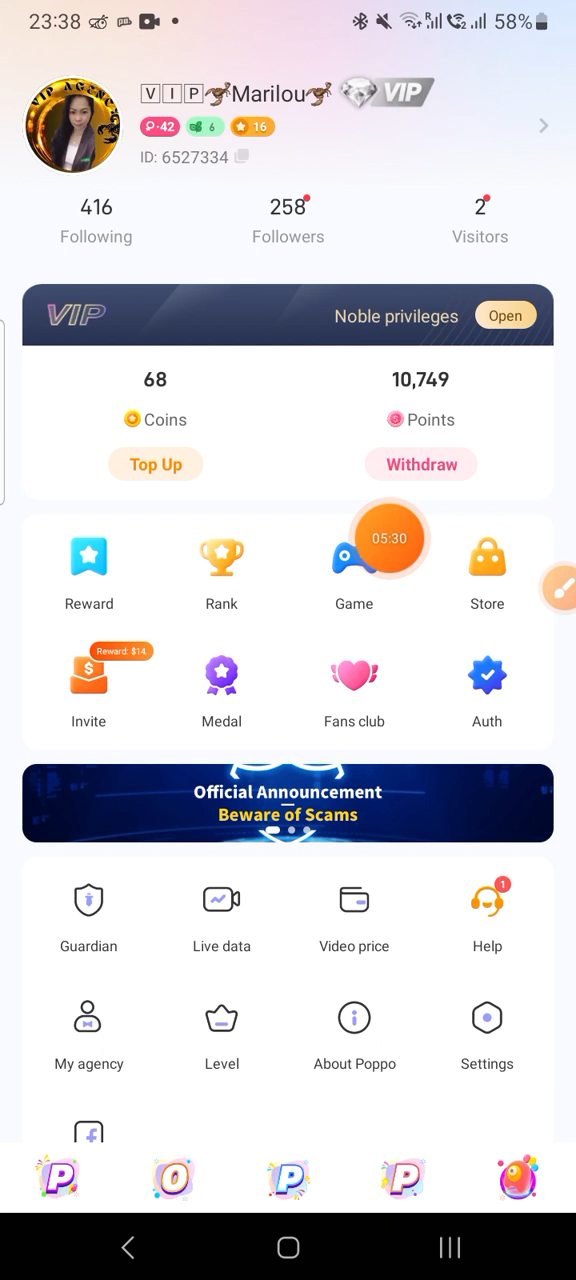 23:38 58%
VIP AGENCY
🅅🄸🄿Marilou VIP
42 6 16
ID: 6527334
416 258 2
Following Followers Visitors
VIP Noble privileges Open
68 10,749
Coins Points
Top Up Withdraw
05:30
Reward Rank Game Store
Reward: $14.
Invite Medal Fans club Auth
Official Announcement
Beware of Scams
1
Guardian Live data Video price Help
My agency Level About Poppo Settings
P O P P